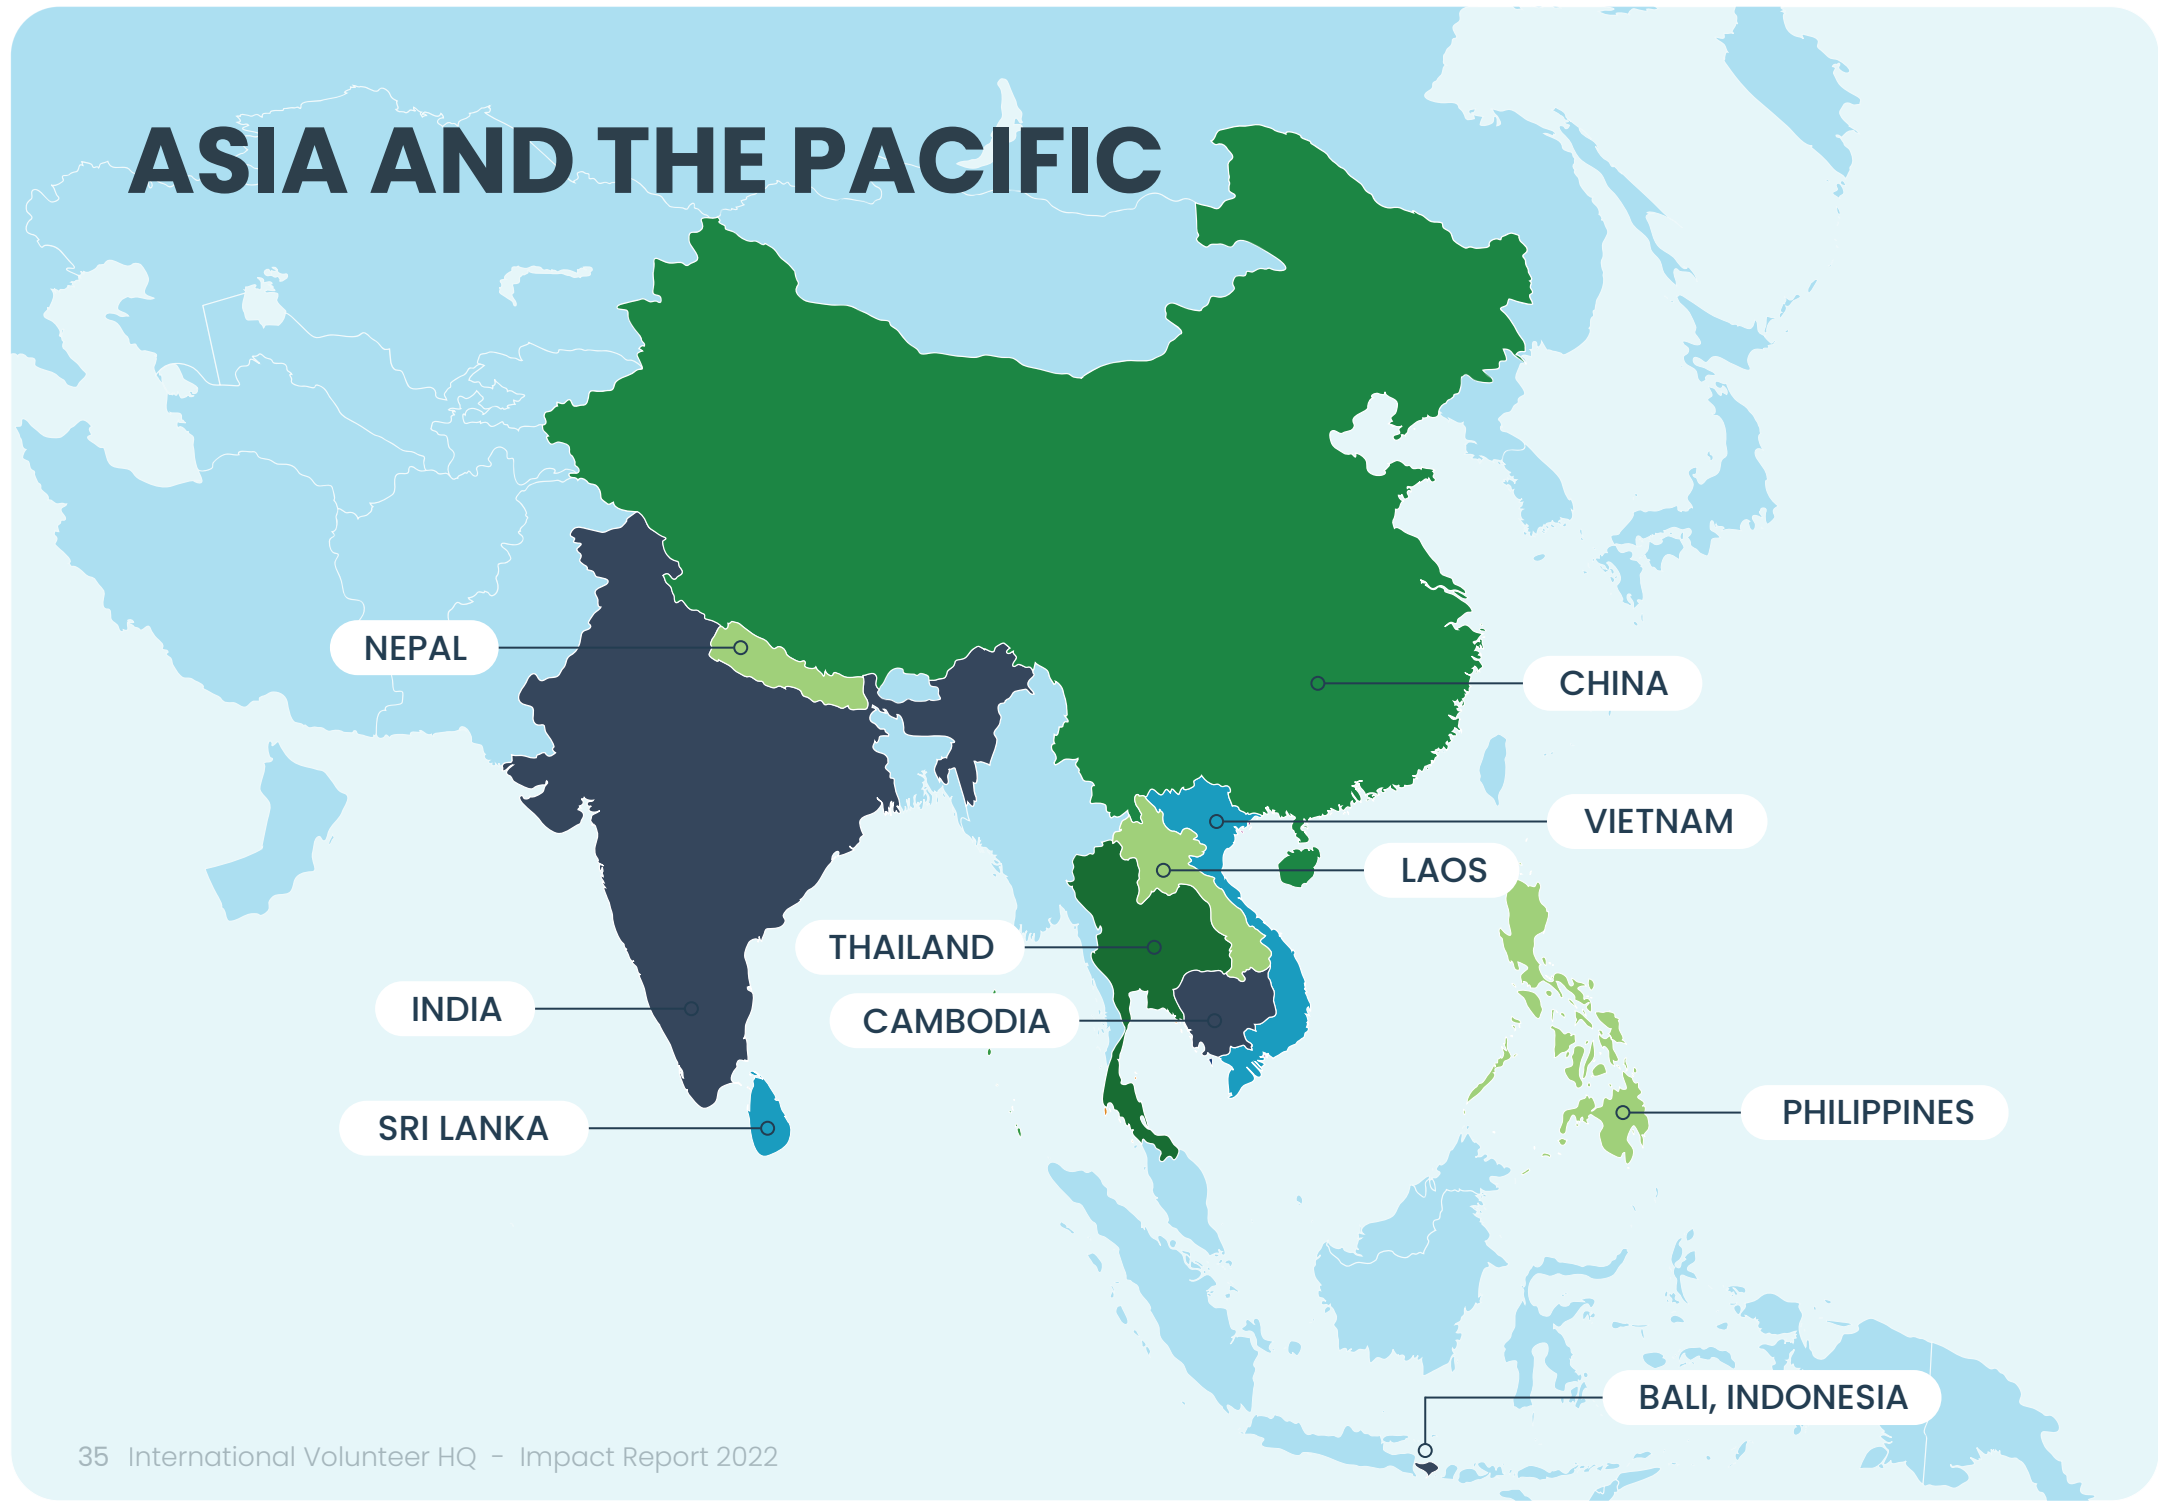 ASIA AND THE PACIFIC
NEPAL
CHINA
VIETNAM
LAOS
THAILAND
INDIA
CAMBODIA
SRI LANKA
PHILIPPINES
BALI, INDONESIA
35 International Volunteer HQ - Impact Report 2022